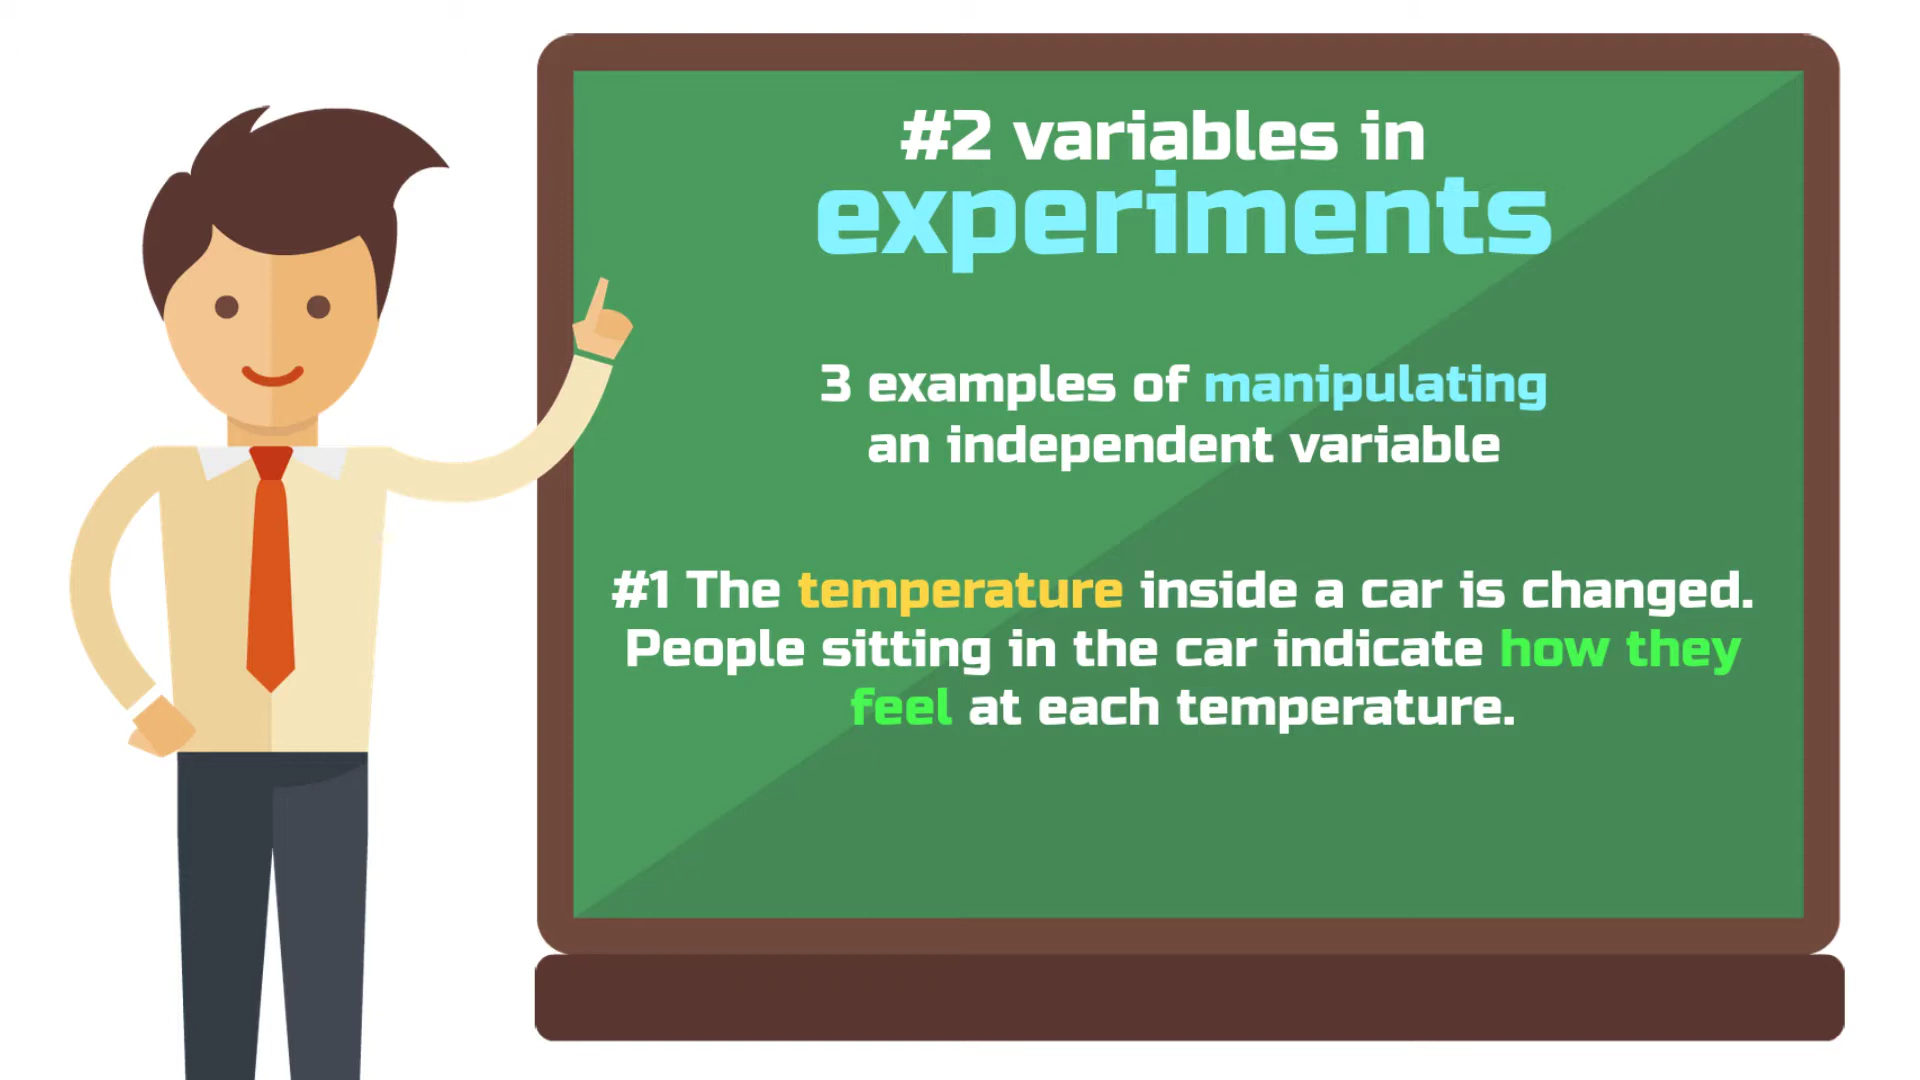 #2 variables in
experiments
3 examples of manipulating
an independent variable
#1 The temperature inside a car is changed.
People sitting in the car indicate how they
feel at each temperature.